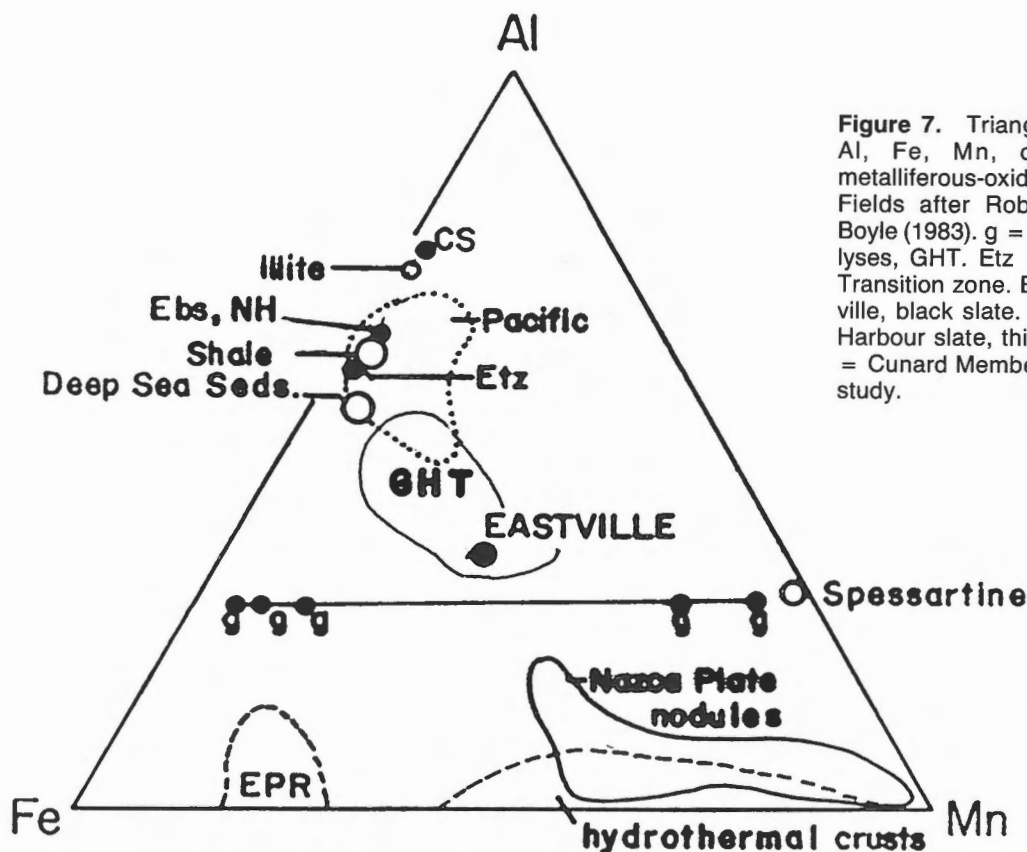 Al
Figure 7. Triang
Al, Fe, Mn, c
metalliferous-oxid
Fields after Rob
Boyle (1983). g =
lyses, GHT. Etz
Transition zone. E
ville, black slate.
Harbour slate, thi
= Cunard Membe
study.
CS
Illite
Ebs, NH
Pacific
Shale
Etz
Deep Sea Seds.
GHT
EASTVILLE
Spessartine
g g g g g
Nazca Plate
nodules
EPR
Fe
Mn
hydrothermal crusts